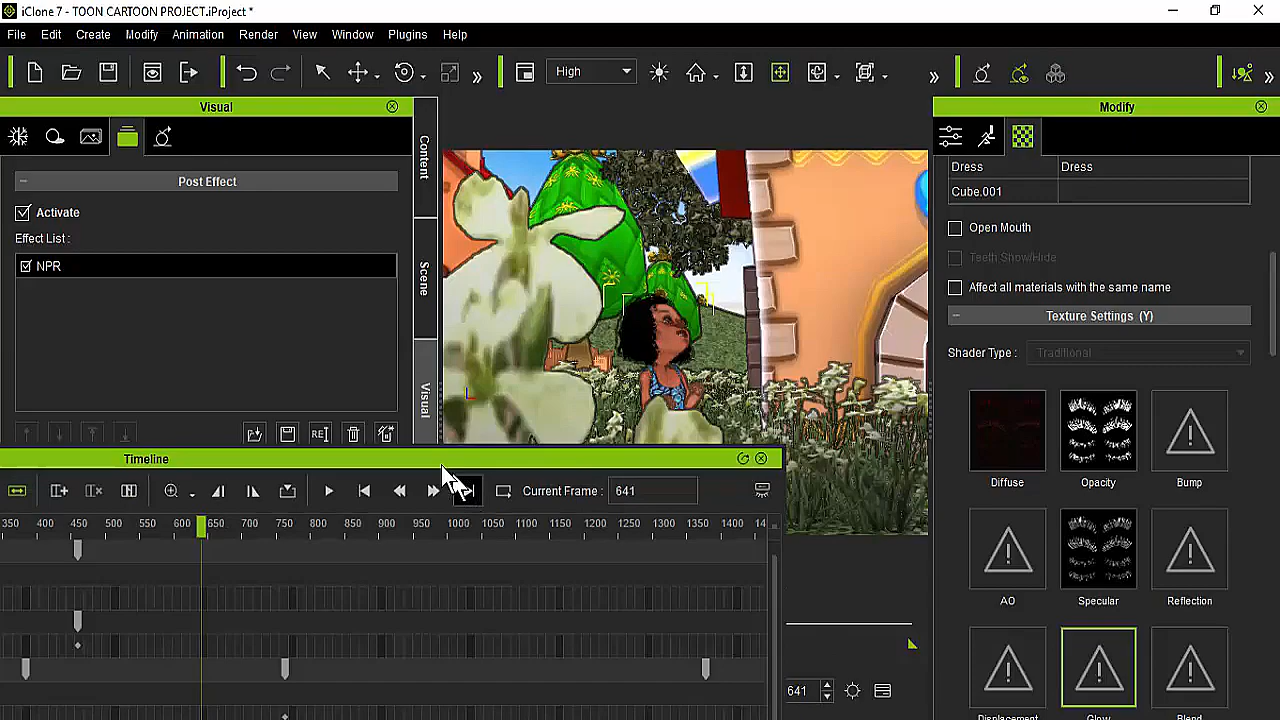 iClone 7 - TOON CARTOON PROJECT.iProject *
File Edit Create Modify Animation Render View Window Plugins Help
High
Visual
Post Effect
Activate
Effect List :
NPR
Content
Scene
Visual
Modify
Dress Dress
Cube.001
Open Mouth
Teeth Show/Hide
Affect all materials with the same name
Texture Settings (Y)
Shader Type : Traditional
Diffuse Opacity Bump
AO Specular Reflection
Displacement Glow Blend
RE
Timeline
Current Frame : 641
350 400 450 500 550 600 650 700 750 800 850 900 950 1000 1050 1100 1150 1200 1250 1300 1350 1400 14
641